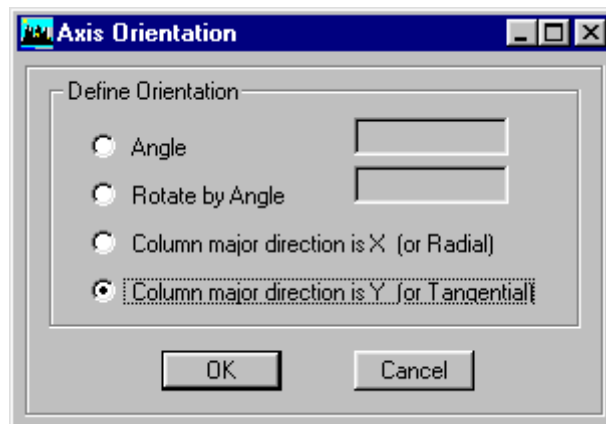 Axis Orientation
Define Orientation
Angle
Rotate by Angle
Column major direction is X (or Radial)
Column major direction is Y (or Tangential)
OK Cancel